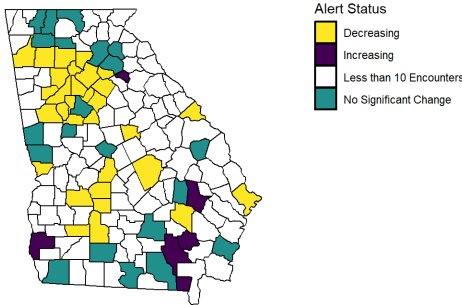 Alert Status
Decreasing
Increasing
Less than 10 Encounters
No Significant Change